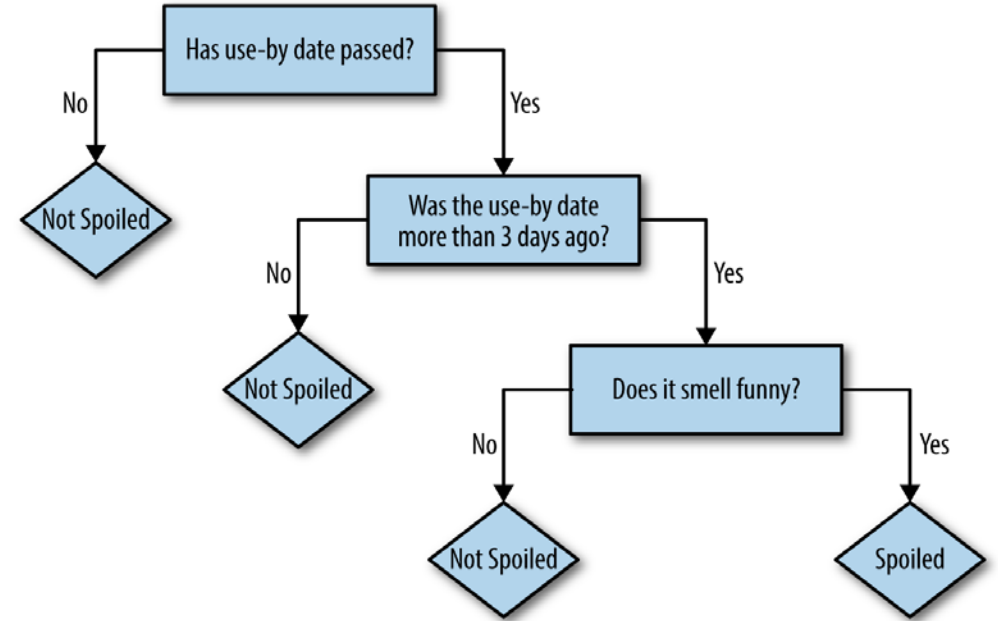 Has use-by date passed?
No
Yes
Not Spoiled
Was the use-by date
more than 3 days ago?
No
Yes
Not Spoiled
Does it smell funny?
No
Yes
Not Spoiled
Spoiled